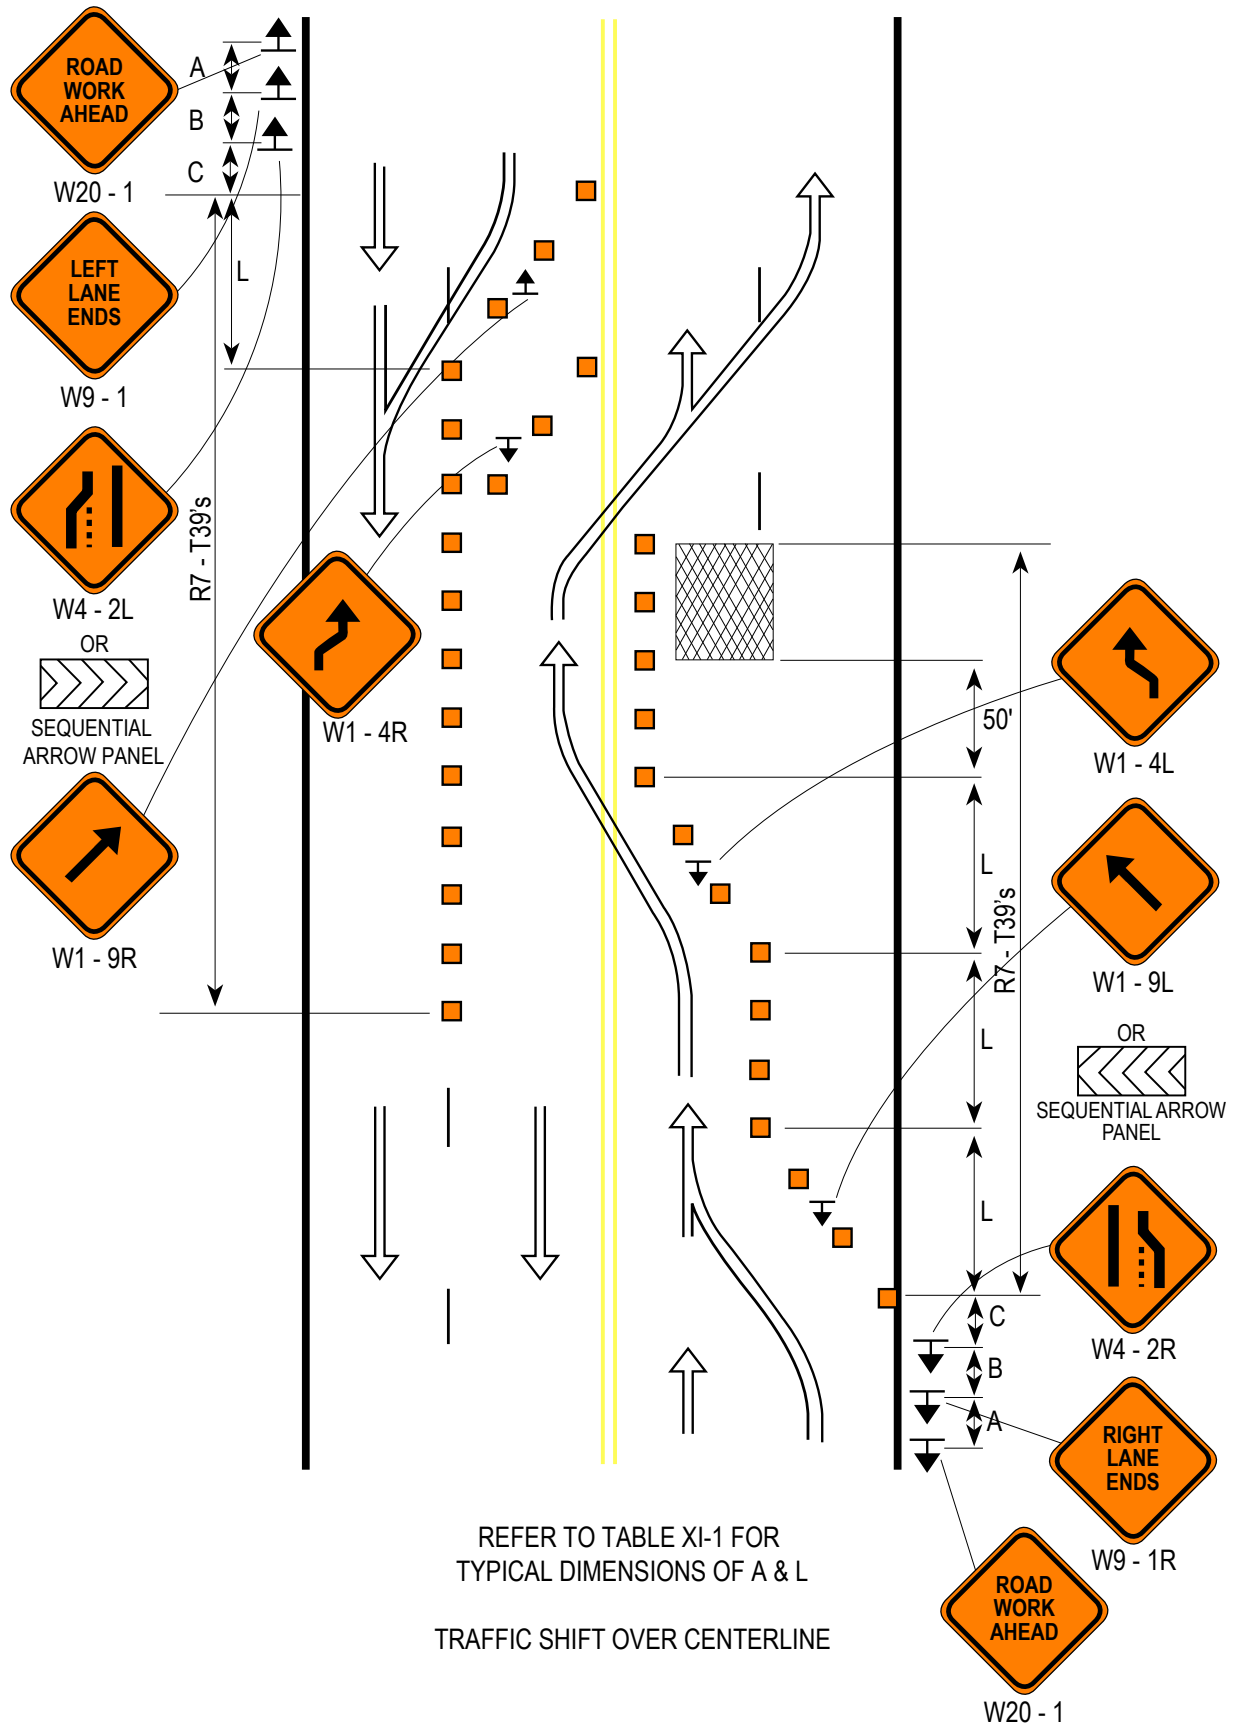 ROAD
WORK
AHEAD
W20 - 1
A
B
C
L
LEFT
LANE
ENDS
W9 - 1
R7 - T39's
W4 - 2L
OR
SEQUENTIAL
ARROW PANEL
W1 - 4R
W1 - 9R
50'
W1 - 4L
L
R7 - T39's
W1 - 9L
L
OR
SEQUENTIAL ARROW
PANEL
L
C
W4 - 2R
B
A
RIGHT
LANE
ENDS
W9 - 1R
ROAD
WORK
AHEAD
W20 - 1
REFER TO TABLE XI-1 FOR
TYPICAL DIMENSIONS OF A & L
TRAFFIC SHIFT OVER CENTERLINE